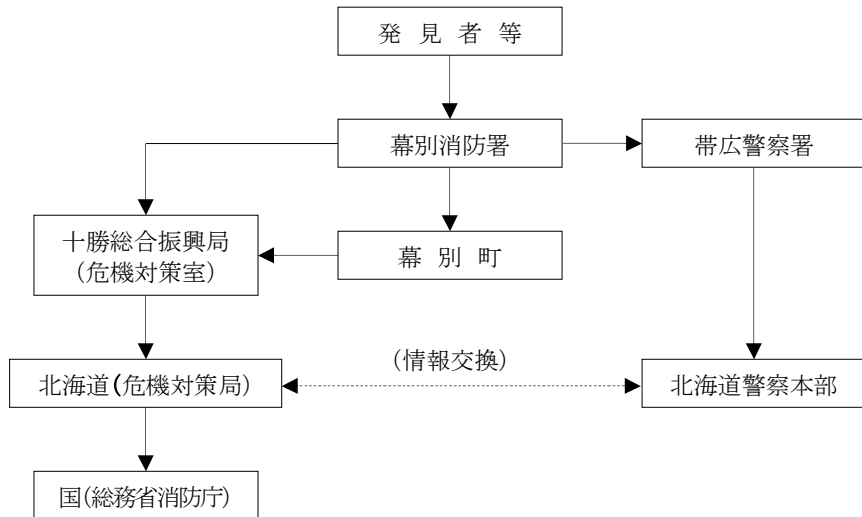 発 見 者 等
幕別消防署
帯広警察署
十勝総合振興局
（危機対策室）
幕 別 町
（情報交換）
北海道(危機対策局)
北海道警察本部
国(総務省消防庁)